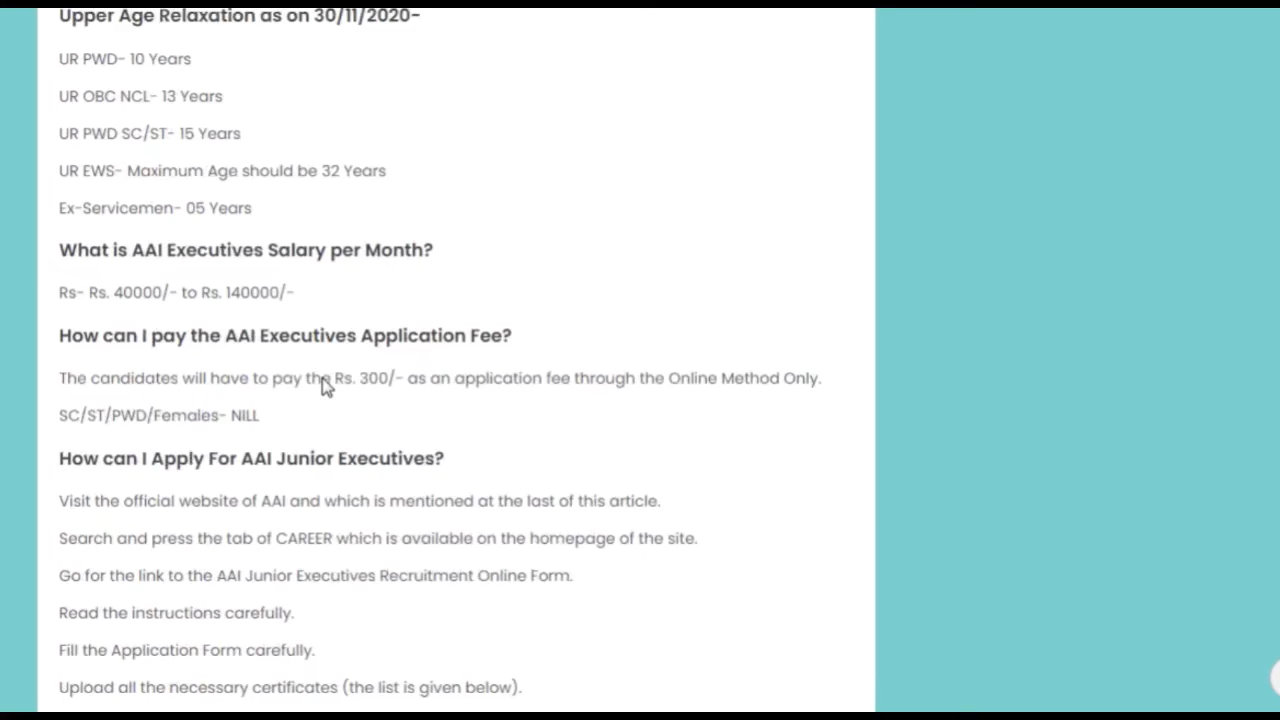 Upper Age Relaxation as on 30/11/2020-
UR PWD- 10 Years
UR OBC NCL- 13 Years
UR PWD SC/ST- 15 Years
UR EWS- Maximum Age should be 32 Years
Ex-Servicemen- 05 Years
What is AAI Executives Salary per Month?
Rs- Rs. 40000/- to Rs. 140000/-
How can I pay the AAI Executives Application Fee?
The candidates will have to pay the Rs. 300/- as an application fee through the Online Method Only.
SC/ST/PWD/Females- NILL
How can I Apply For AAI Junior Executives?
Visit the official website of AAI and which is mentioned at the last of this article.
Search and press the tab of CAREER which is available on the homepage of the site.
Go for the link to the AAI Junior Executives Recruitment Online Form.
Read the instructions carefully.
Fill the Application Form carefully.
Upload all the necessary certificates (the list is given below).